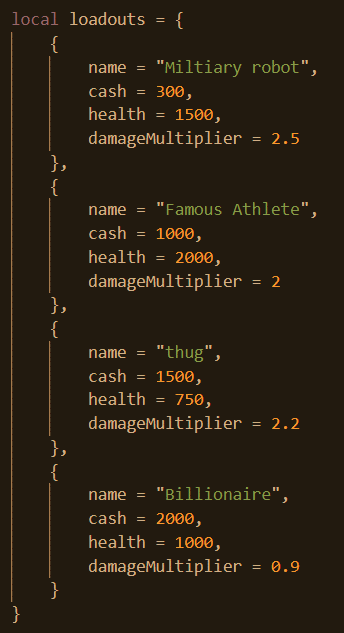 local loadouts = {
    {
        name = "Miltiary robot",
        cash = 300,
        health = 1500,
        damageMultiplier = 2.5
    },
    {
        name = "Famous Athlete",
        cash = 1000,
        health = 2000,
        damageMultiplier = 2
    },
    {
        name = "thug",
        cash = 1500,
        health = 750,
        damageMultiplier = 2.2
    },
    {
        name = "Billionaire",
        cash = 2000,
        health = 1000,
        damageMultiplier = 0.9
    }
}